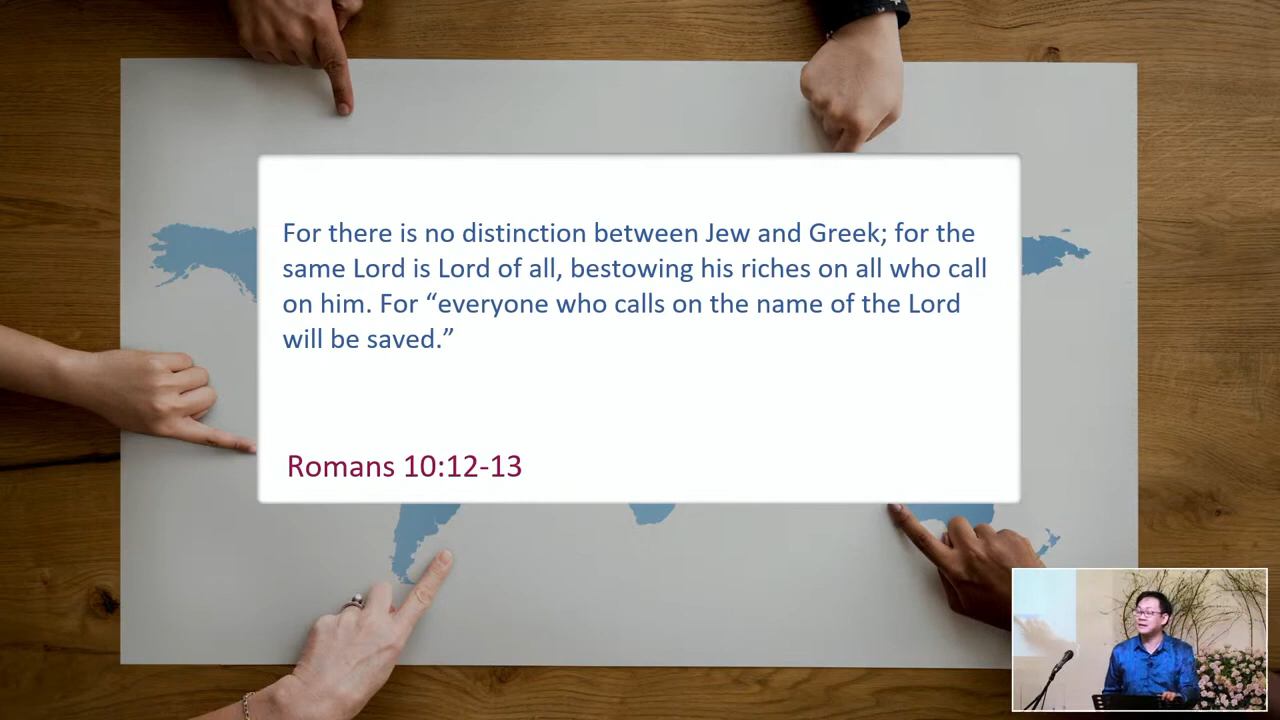 For there is no distinction between Jew and Greek; for the
same Lord is Lord of all, bestowing his riches on all who call
on him. For “everyone who calls on the name of the Lord
will be saved.”
Romans 10:12-13